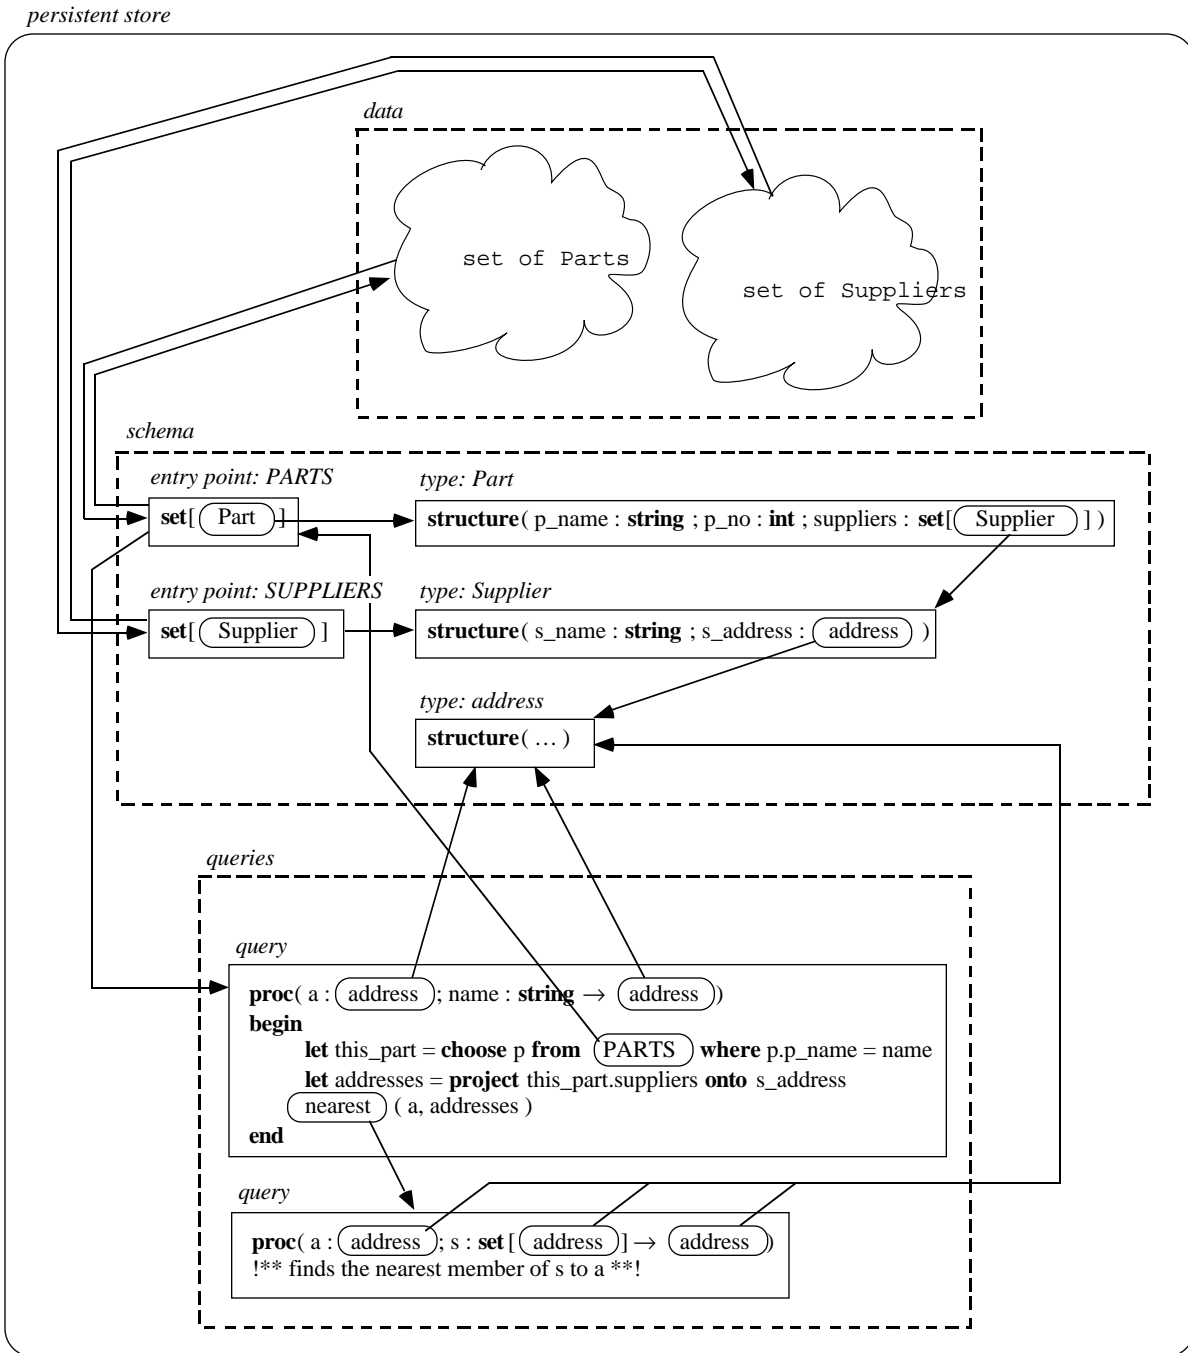 persistent store
data
set of Parts
set of Suppliers
schema
entry point: PARTS
type: Part
set[ Part ]
structure( p_name : string ; p_no : int ; suppliers : set[ Supplier ] )
entry point: SUPPLIERS
type: Supplier
set[ Supplier ]
structure( s_name : string ; s_address : address )
type: address
structure( … )
queries
query
proc( a : address ; name : string → address )
begin
let this_part = choose p from PARTS where p.p_name = name
let addresses = project this_part.suppliers onto s_address
nearest ( a, addresses )
end
query
proc( a : address ; s : set [ address ] → address )
!** finds the nearest member of s to a **!